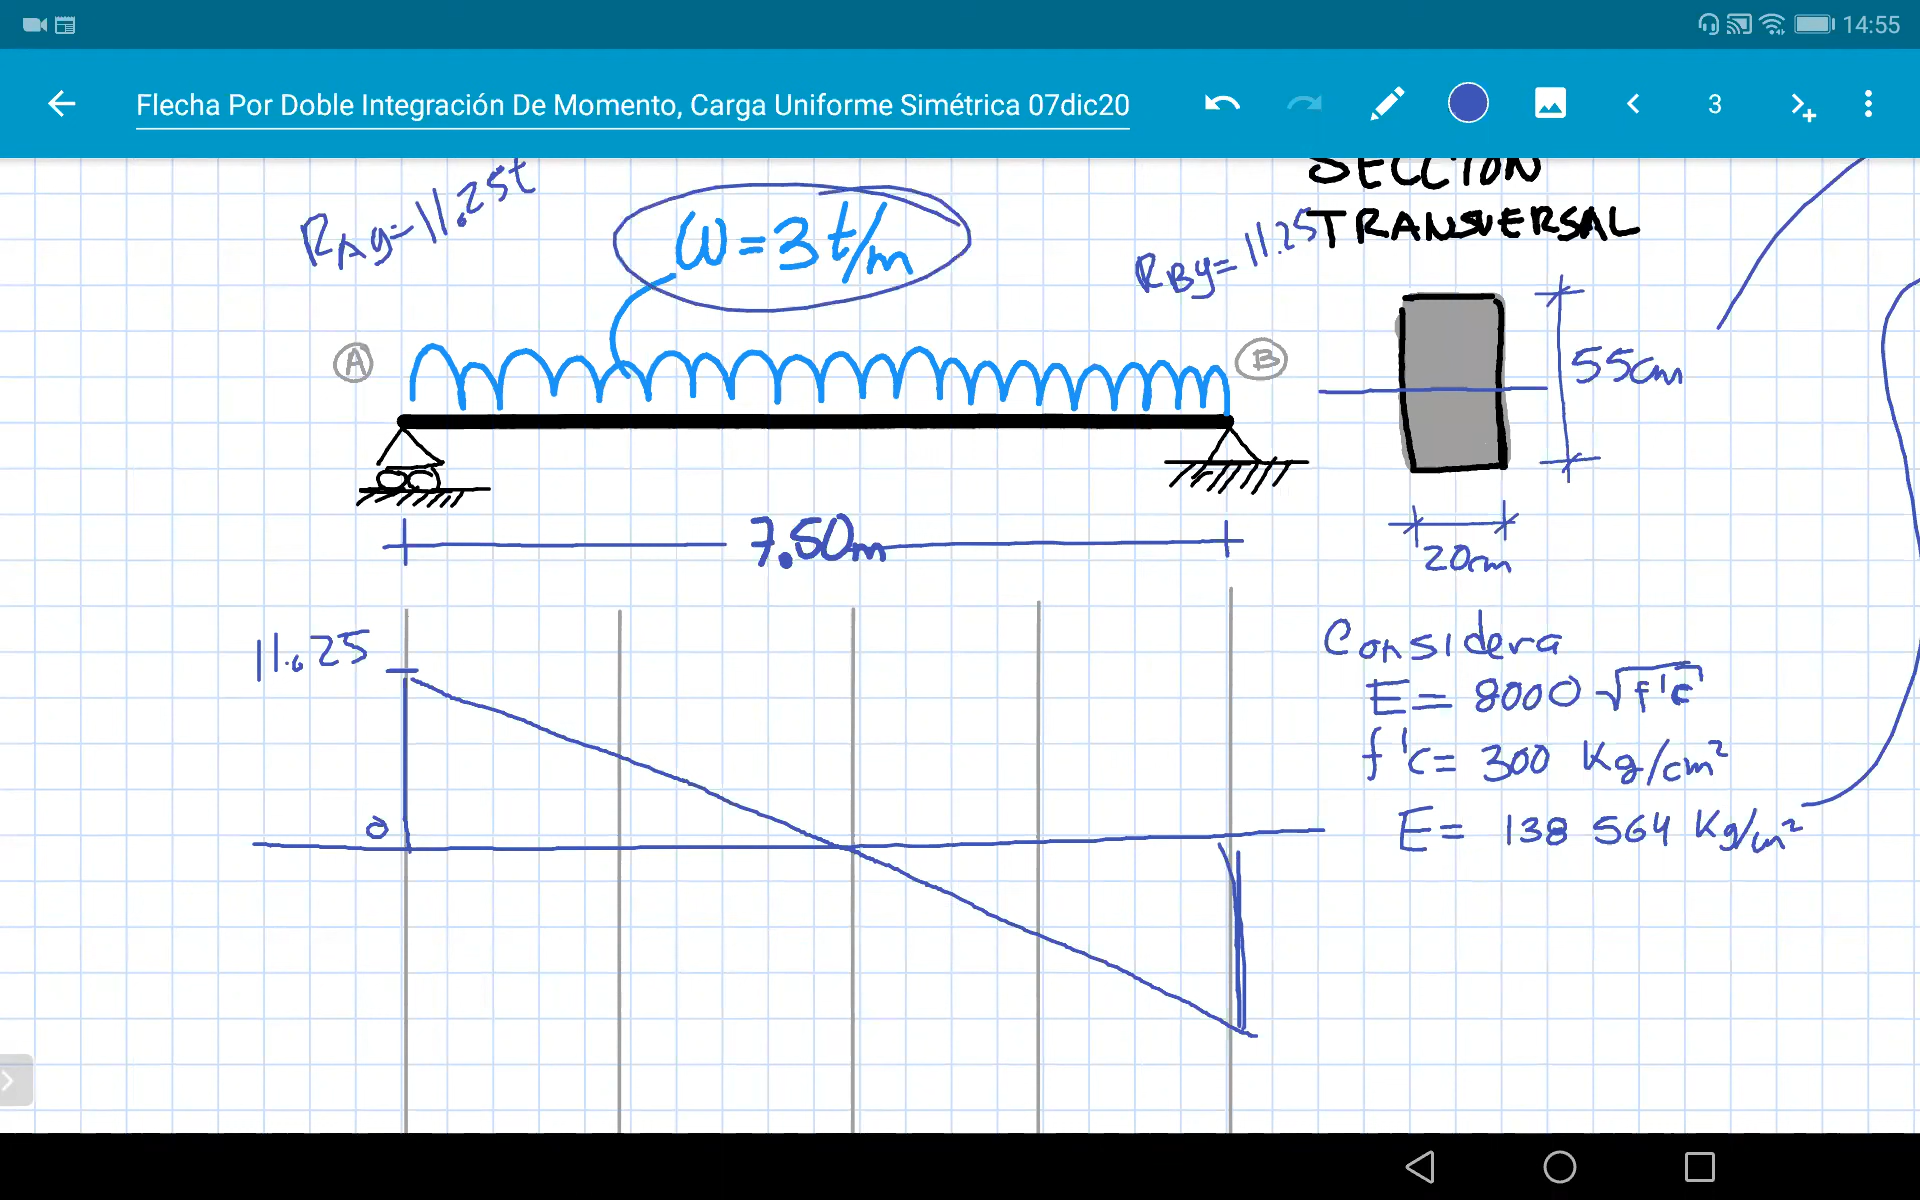 14:55
Flecha Por Doble Integración De Momento, Carga Uniforme Simétrica 07dic20
3
SECCIÓN
TRANSVERSAL
RAy=11.25t
ω=3t/m
RBy=11.25
A
B
55cm
7.50m
20cm
11.25
0
Considera
E= 8000 √f'c
f'c= 300 Kg/cm²
E= 138 564 Kg/cm²